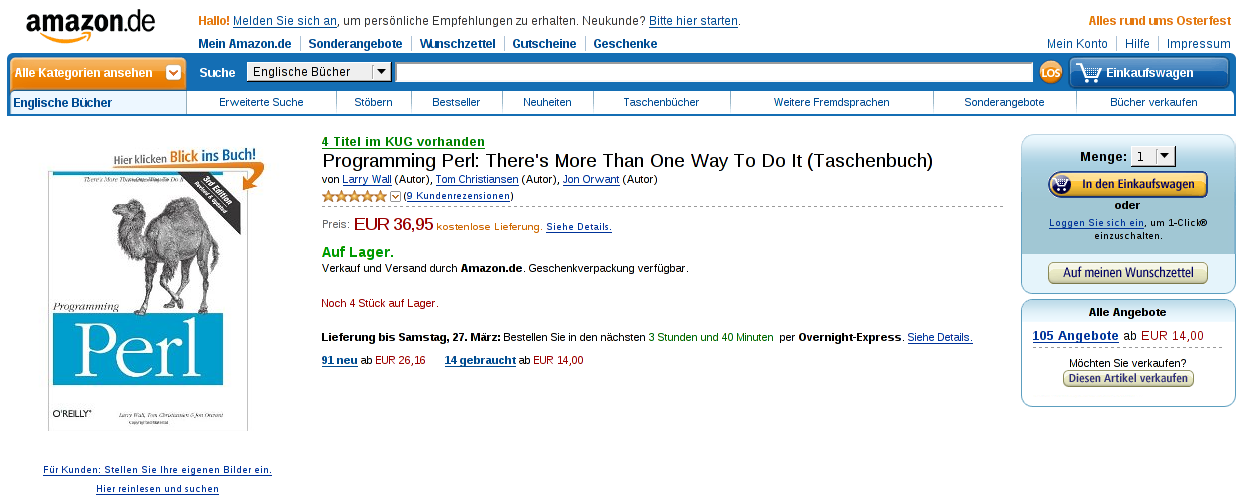 amazon.de
Hallo! Melden Sie sich an, um persönliche Empfehlungen zu erhalten. Neukunde? Bitte hier starten.
Alles rund ums Osterfest
Mein Amazon.de Sonderangebote Wunschzettel Gutscheine Geschenke
Mein Konto Hilfe Impressum
Alle Kategorien ansehen
Suche Englische Bücher LOS Einkaufswagen
Englische Bücher Erweiterte Suche Stöbern Bestseller Neuheiten Taschenbücher Weitere Fremdsprachen Sonderangebote Bücher verkaufen
Hier klicken Blick ins Buch!
There's More Than One Way To Do It
3rd Edition
Revised & Updated
Programming
Perl
O'REILLY®
Larry Wall, Tom Christiansen & Jon Orwant
Copyrighted Material
Für Kunden: Stellen Sie Ihre eigenen Bilder ein.
Hier reinlesen und suchen
4 Titel im KUG vorhanden
Programming Perl: There's More Than One Way To Do It (Taschenbuch)
von Larry Wall (Autor), Tom Christiansen (Autor), Jon Orwant (Autor)
(9 Kundenrezensionen)
Preis: EUR 36,95 kostenlose Lieferung. Siehe Details.
Auf Lager.
Verkauf und Versand durch Amazon.de. Geschenkverpackung verfügbar.
Noch 4 Stück auf Lager.
Lieferung bis Samstag, 27. März: Bestellen Sie in den nächsten 3 Stunden und 40 Minuten per Overnight-Express. Siehe Details.
91 neu ab EUR 26,16 14 gebraucht ab EUR 14,00
Menge: 1
In den Einkaufswagen
oder
Loggen Sie sich ein, um 1-Click®
einzuschalten.
Auf meinen Wunschzettel
Alle Angebote
105 Angebote ab EUR 14,00
Möchten Sie verkaufen?
Diesen Artikel verkaufen